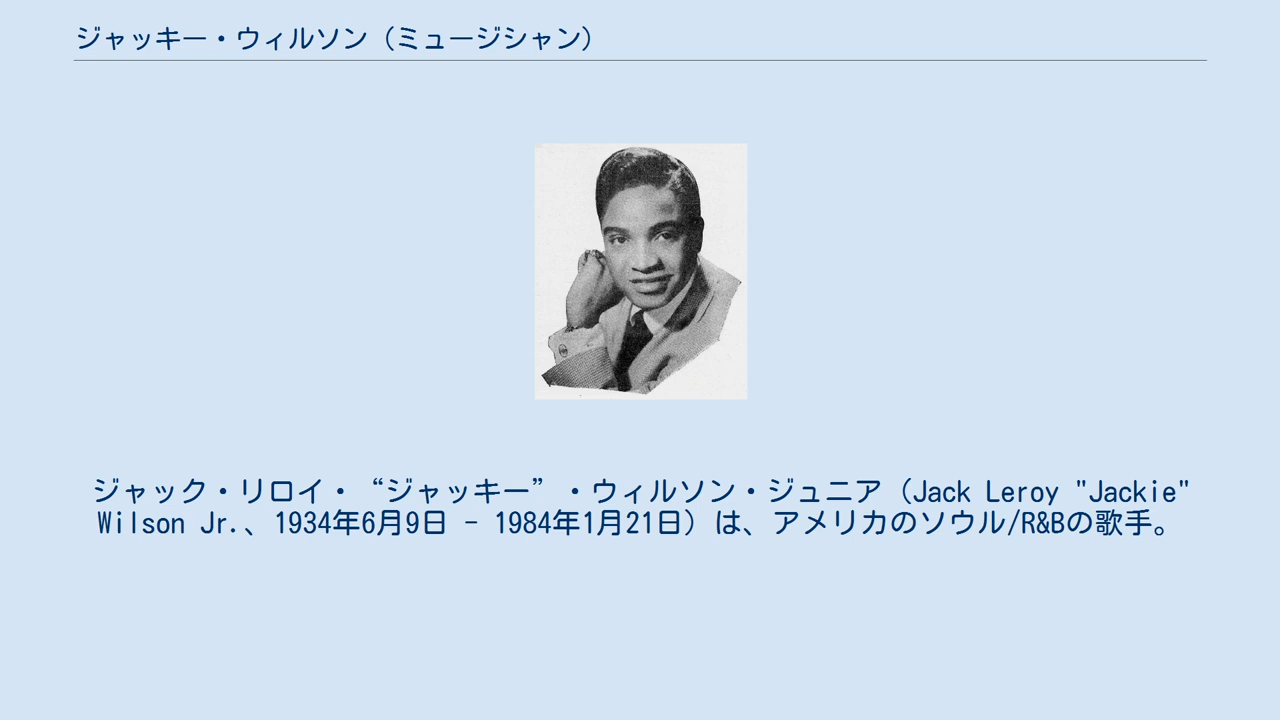 ジャッキー・ウィルソン（ミュージシャン）
ジャック・リロイ・“ジャッキー”・ウィルソン・ジュニア（Jack Leroy "Jackie"
Wilson Jr.、1934年6月9日 - 1984年1月21日）は、アメリカのソウル/R&Bの歌手。